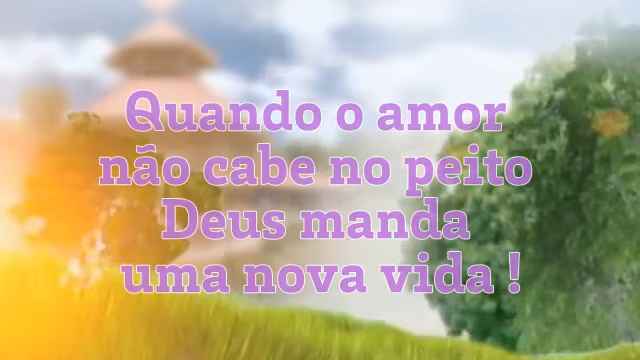 Quando o amor
não cabe no peito
Deus manda
uma nova vida !